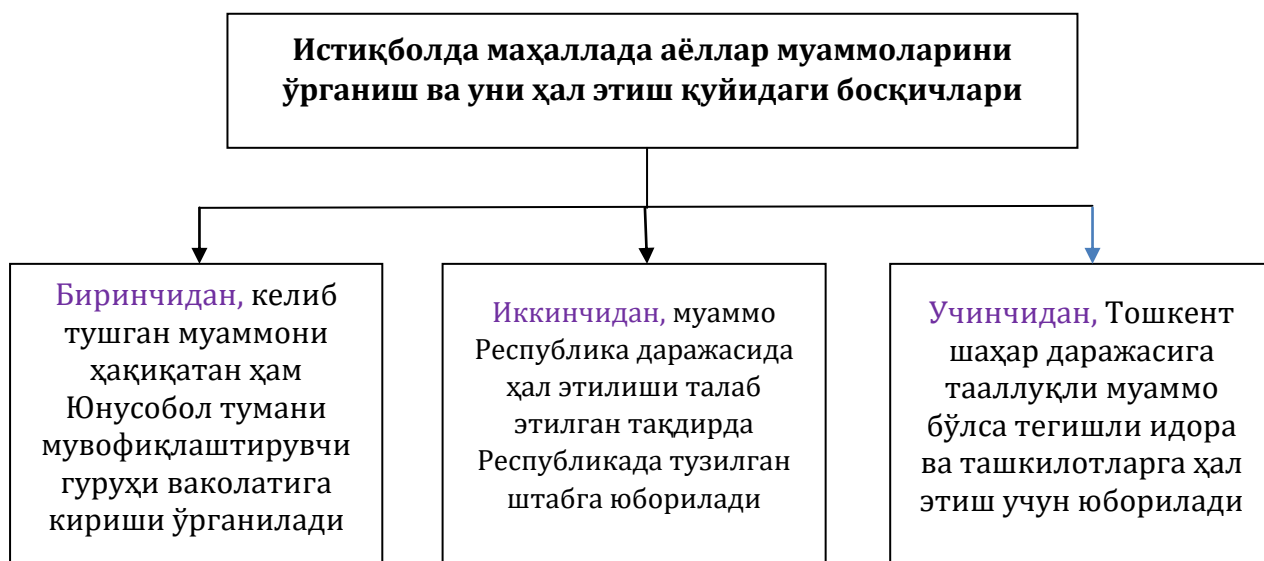 Истиқболда маҳаллада аёллар муаммоларини
ўрганиш ва уни ҳал этиш қуйидаги босқичлари
Биринчидан, келиб
тушган муаммони
ҳақиқатан ҳам
Юнусобол тумани
мувофиқлаштирувчи
гуруҳи ваколатига
кириши ўрганилади
Иккинчидан, муаммо
Республика даражасида
ҳал этилиши талаб
этилган тақдирда
Республикада тузилган
штабга юборилади
Учинчидан, Тошкент
шаҳар даражасига
тааллуқли муаммо
бўлса тегишли идора
ва ташкилотларга ҳал
этиш учун юборилади